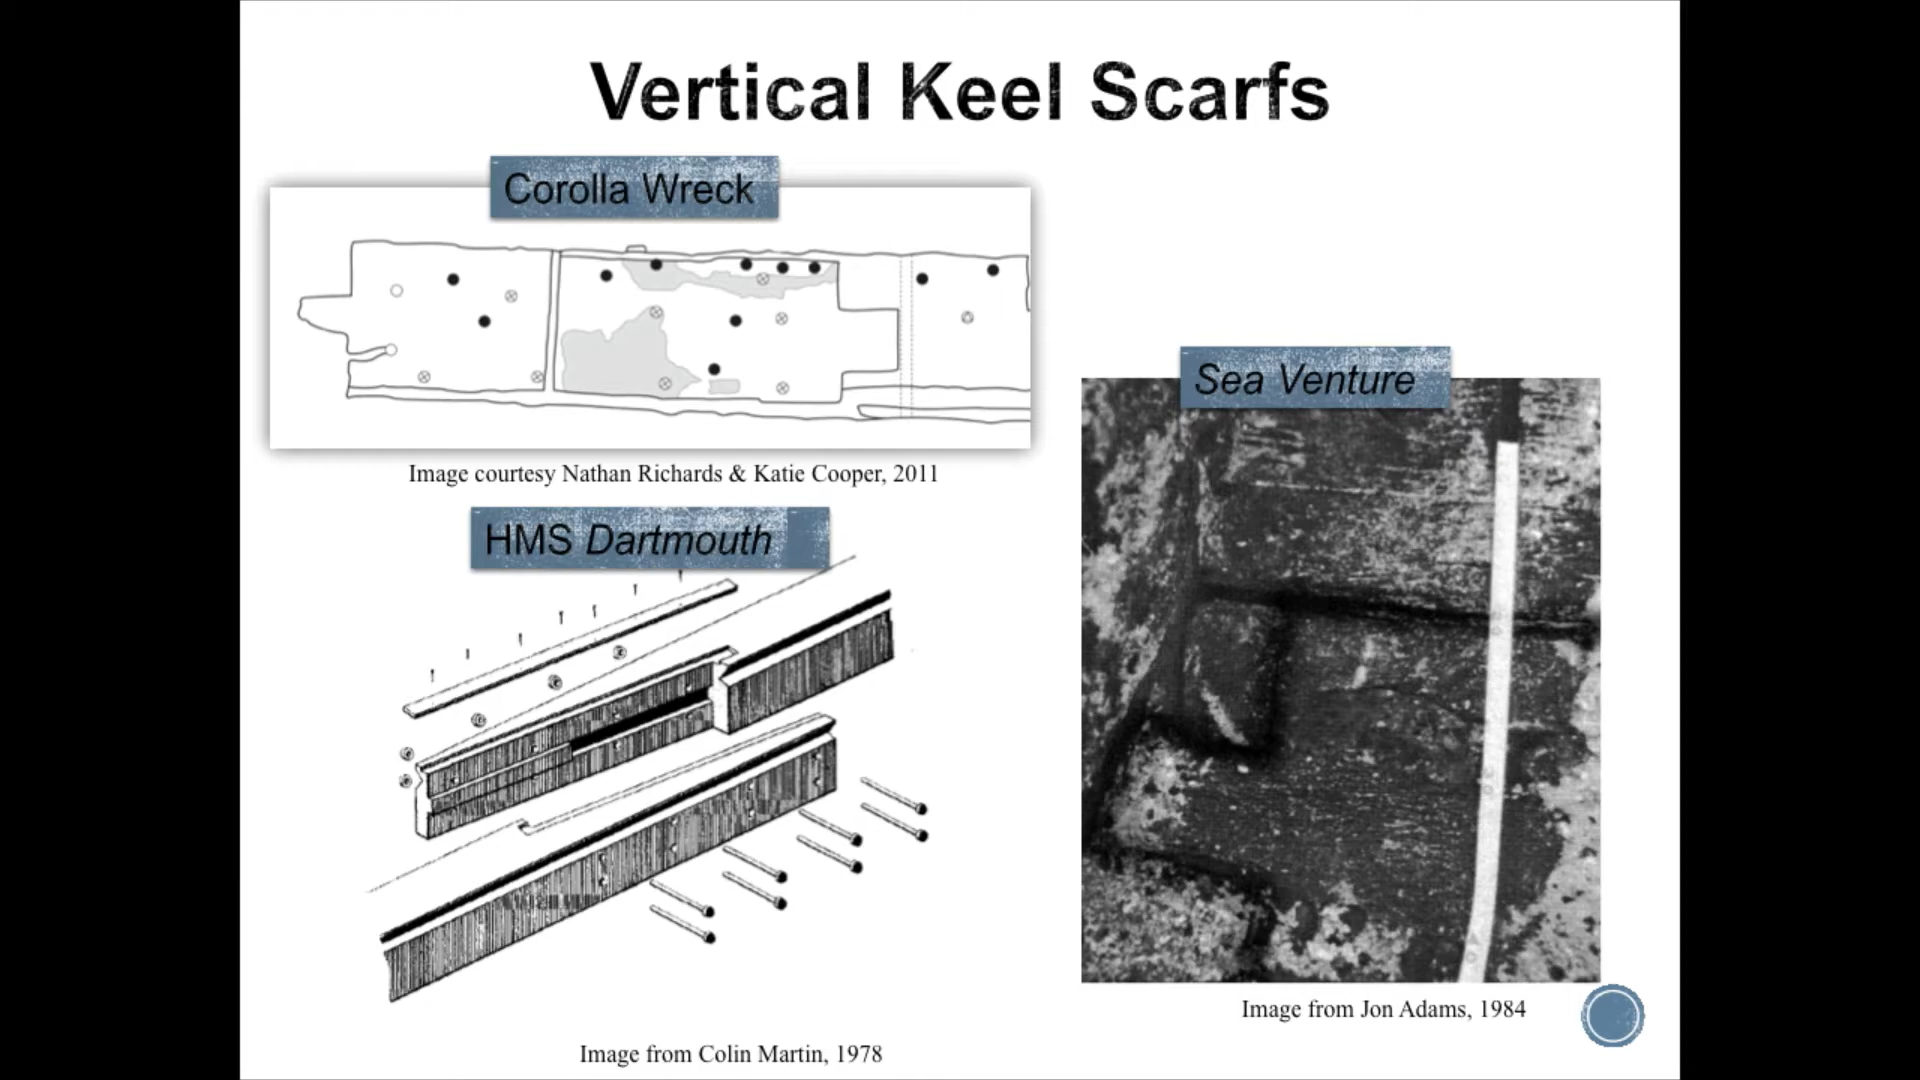 Vertical Keel Scarfs
Corolla Wreck
Image courtesy Nathan Richards & Katie Cooper, 2011
HMS Dartmouth
Image from Colin Martin, 1978
Sea Venture
Image from Jon Adams, 1984